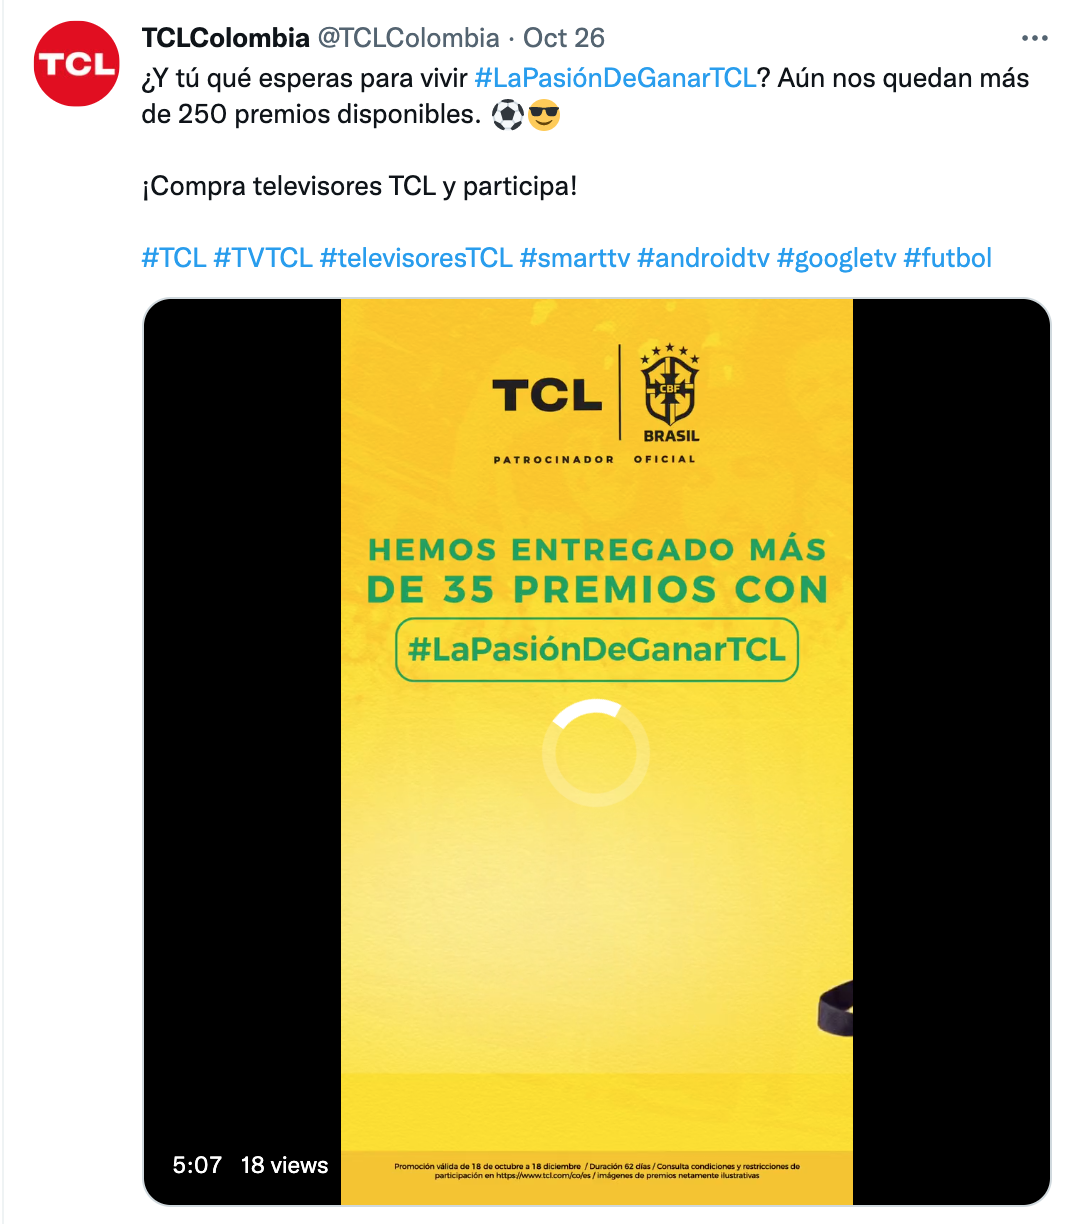 TCL
TCLColombia @TCLColombia · Oct 26
¿Y tú qué esperas para vivir #LaPasiónDeGanarTCL? Aún nos quedan más
de 250 premios disponibles. ⚽😎
¡Compra televisores TCL y participa!
#TCL #TVTCL #televisoresTCL #smarttv #androidtv #googletv #futbol
TCL
CBF
BRASIL
PATROCINADOR OFICIAL
HEMOS ENTREGADO MÁS
DE 35 PREMIOS CON
#LaPasiónDeGanarTCL
5:07 18 views
Promoción válida de 18 de octubre a 18 diciembre / Duración 62 días / Consulta condiciones y restricciones de
participación en https://www.tcl.com/co/es / imágenes de premios netamente ilustrativas